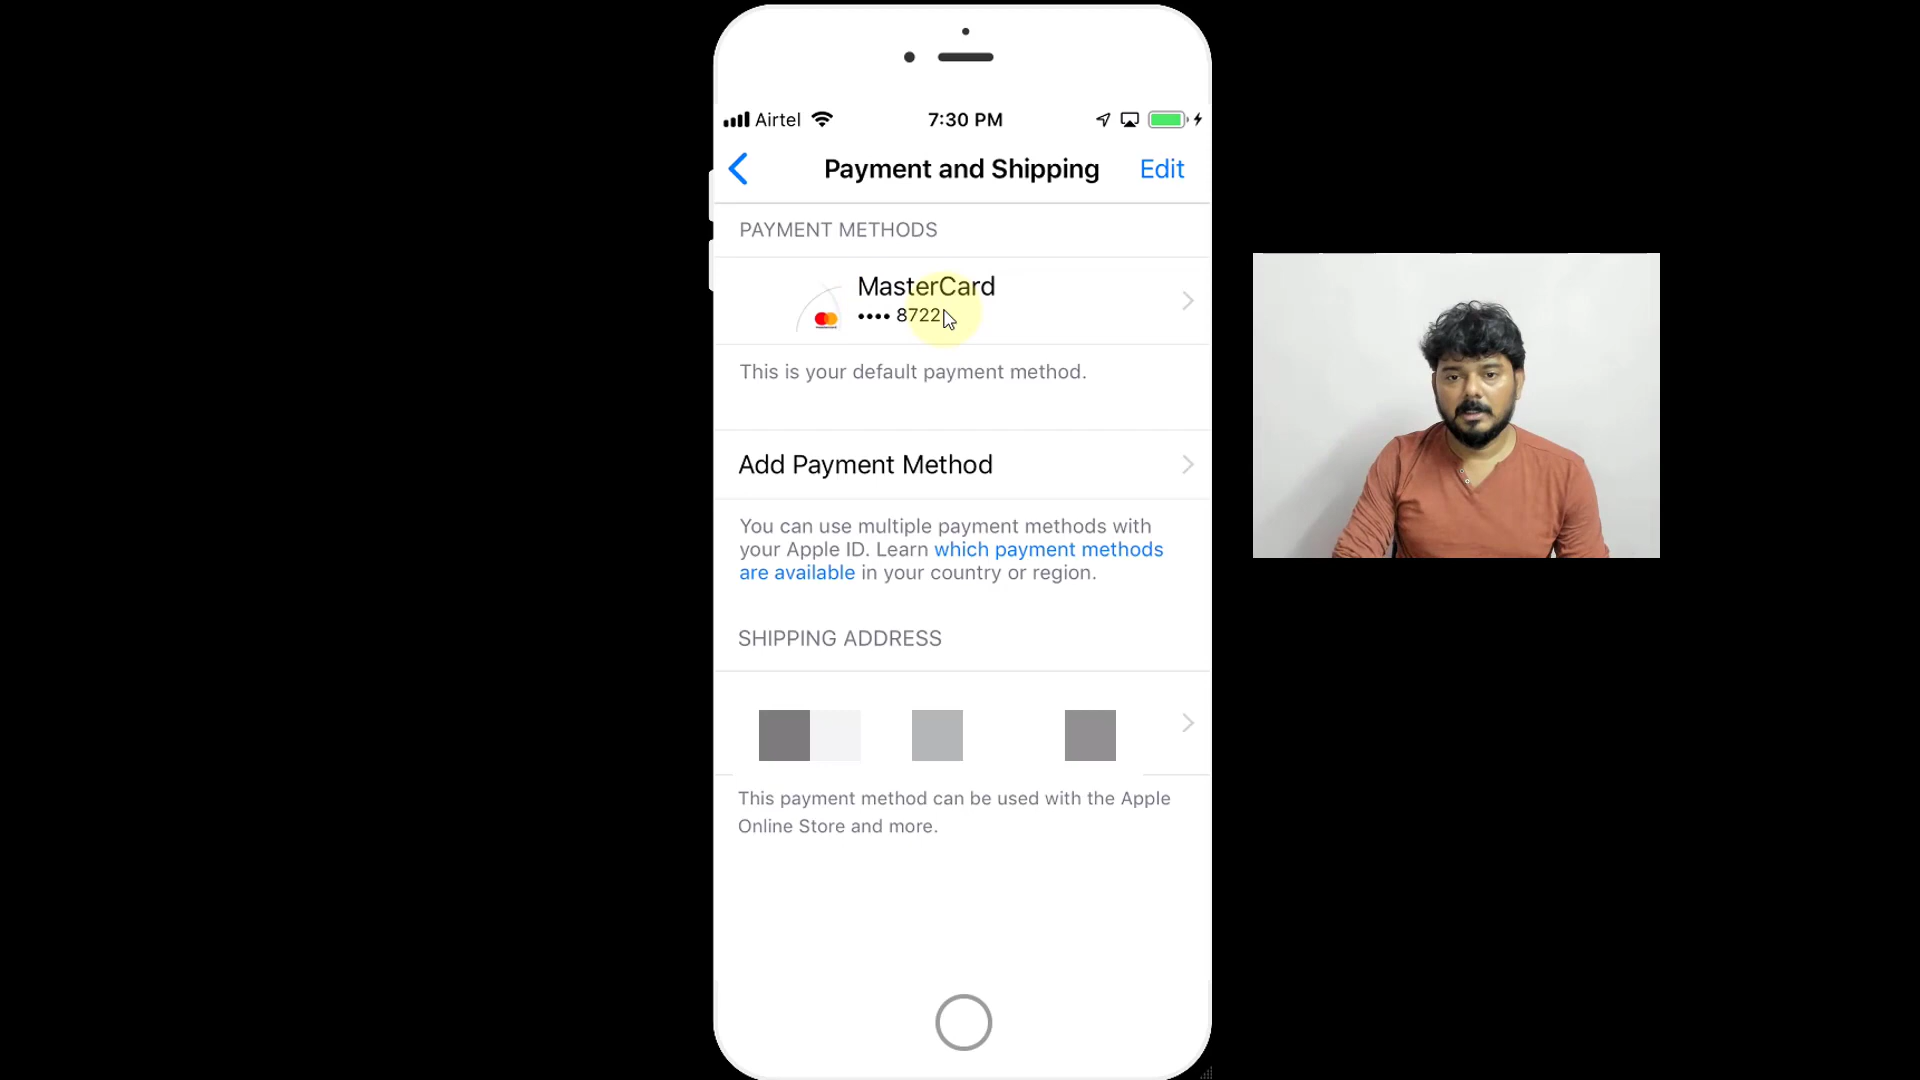 Airtel 7:30 PM
Payment and Shipping Edit
PAYMENT METHODS
MasterCard
•••• 8722
This is your default payment method.
Add Payment Method
You can use multiple payment methods with
your Apple ID. Learn which payment methods
are available in your country or region.
SHIPPING ADDRESS
This payment method can be used with the Apple
Online Store and more.